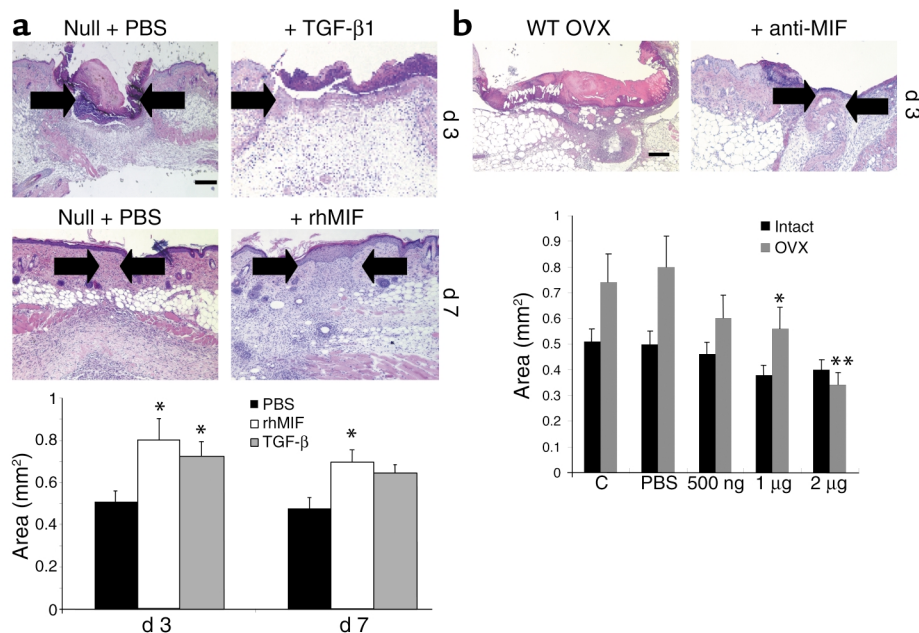 a
Null + PBS
+ TGF-β1
d 3
Null + PBS
+ rhMIF
d 7
Area (mm²)
1
0.8
0.6
0.4
0.2
0
PBS
rhMIF
TGF-β
*
*
*
d 3
d 7
b
WT OVX
+ anti-MIF
d 3
Area (mm²)
1
0.9
0.8
0.7
0.6
0.5
0.4
0.3
0.2
0.1
0
Intact
OVX
*
**
C
PBS
500 ng
1 µg
2 µg